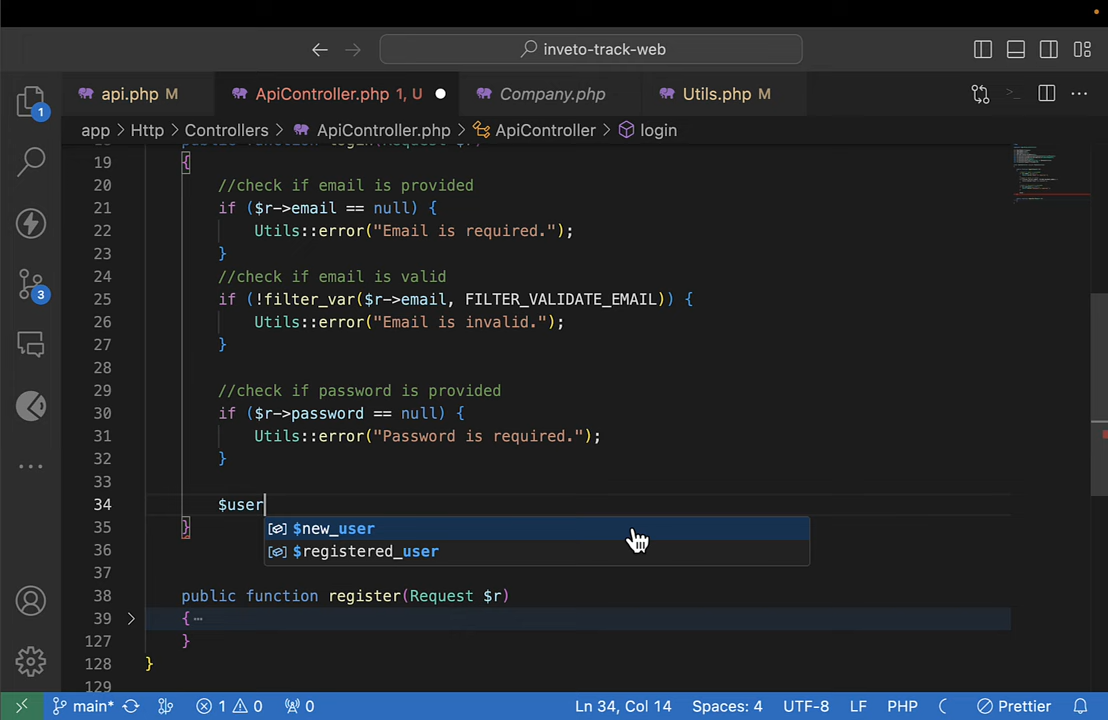 inveto-track-web
api.php M
ApiController.php 1, U
Company.php
Utils.php M
app > Http > Controllers > ApiController.php > ApiController > login
1
3
19 {
20 //check if email is provided
21 if ($r->email == null) {
22 Utils::error("Email is required.");
23 }
24 //check if email is valid
25 if (!filter_var($r->email, FILTER_VALIDATE_EMAIL)) {
26 Utils::error("Email is invalid.");
27 }
28
29 //check if password is provided
30 if ($r->password == null) {
31 Utils::error("Password is required.");
32 }
33
34 $user
35 }
$new_user
36
$registered_user
37
38 public function register(Request $r)
39 { ⋯
127 }
128 }
129
main* 1 0 0 Ln 34, Col 14 Spaces: 4 UTF-8 LF PHP Prettier